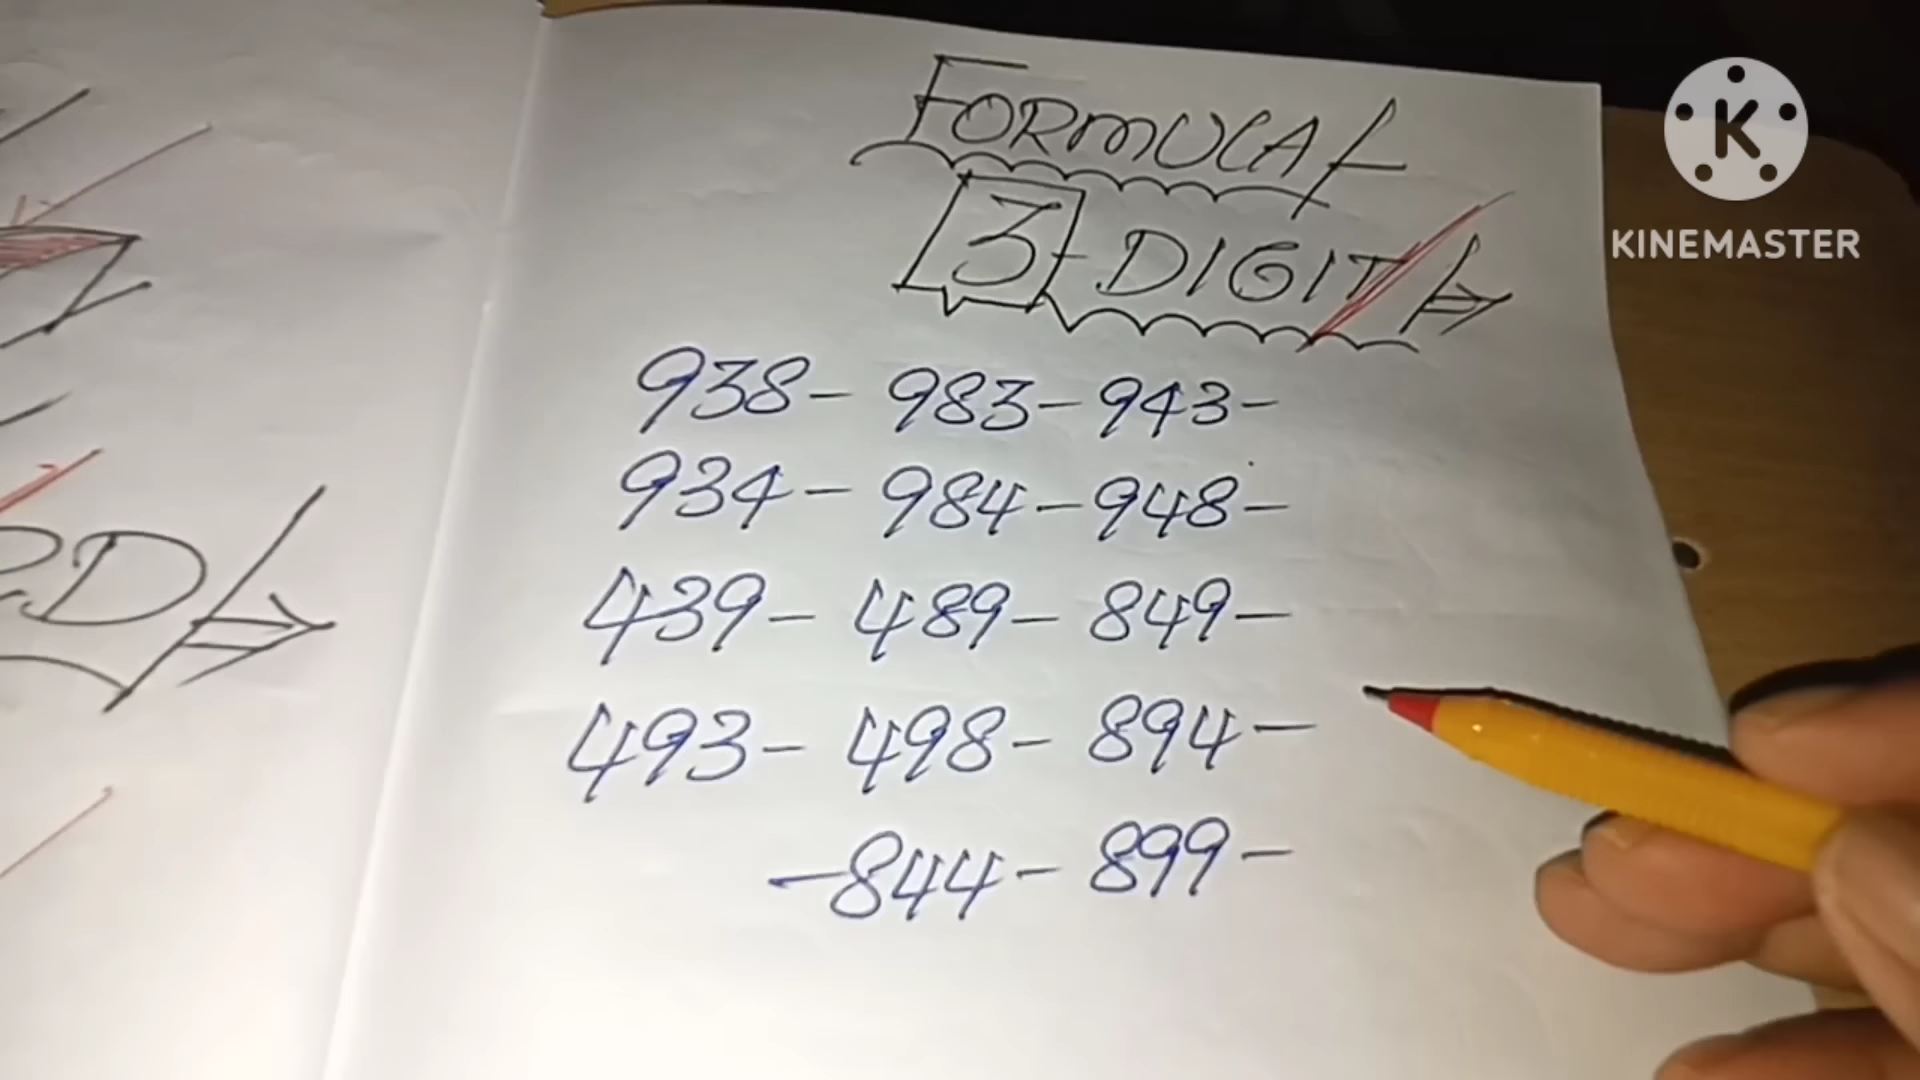 FORMULA
3-DIGIT
938- 983- 943-
934- 984- 948-
439- 489- 849-
493- 498- 894-
-844- 899-
K
KINEMASTER